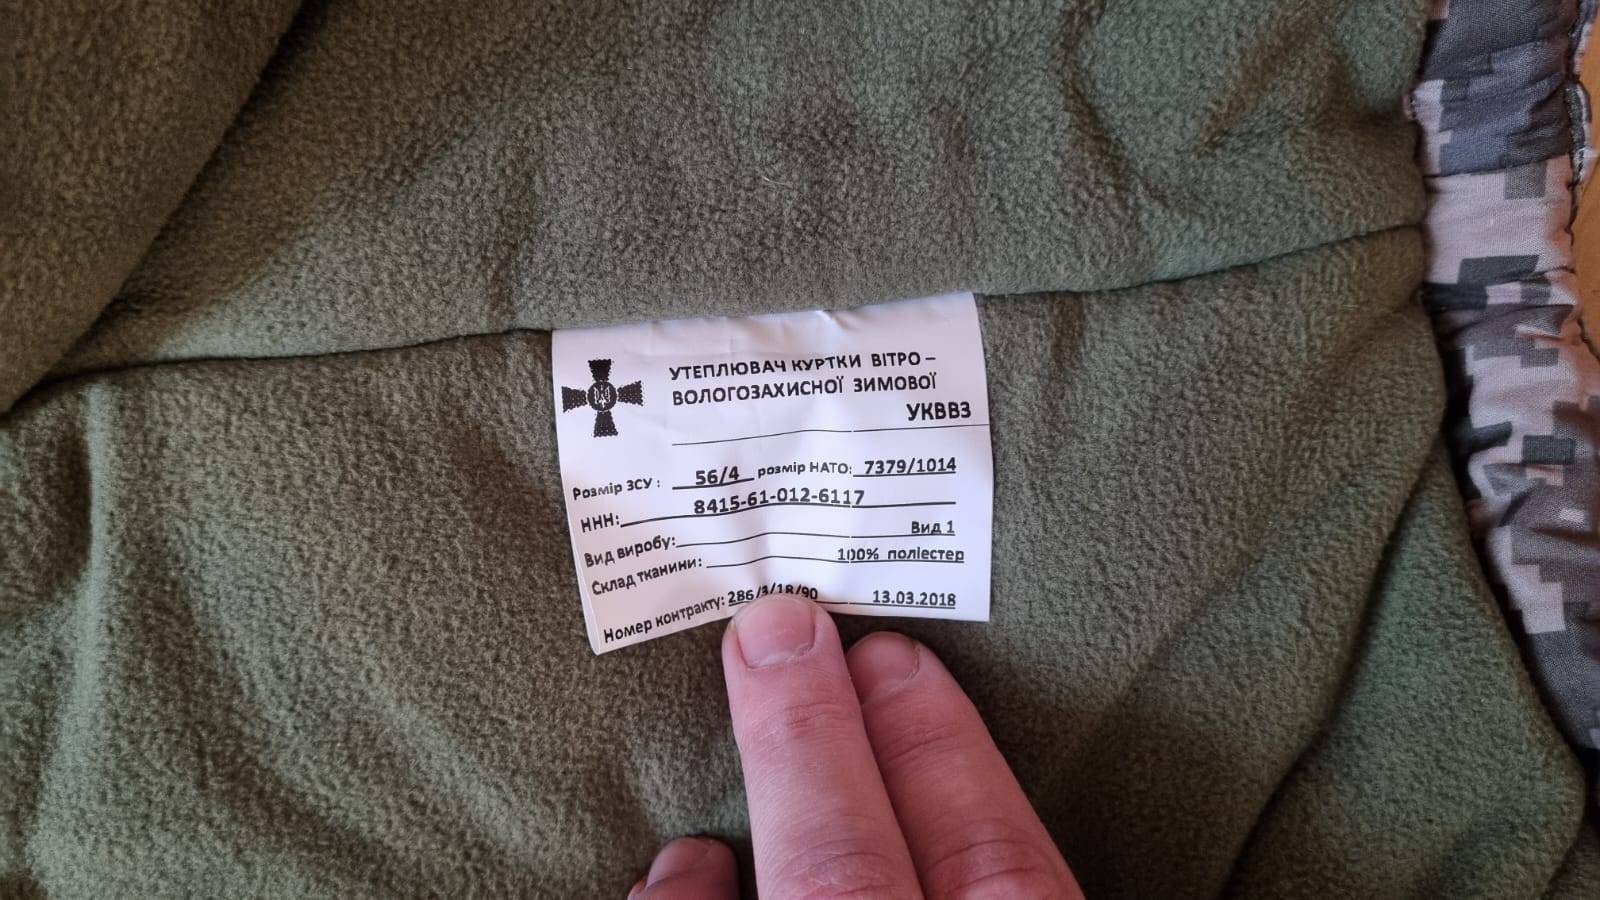 УТЕПЛЮВАЧ КУРТКИ ВІТРО –
ВОЛОГОЗАХИСНОЇ ЗИМОВОЇ
УКВВЗ
Розмір ЗСУ: 56/4 розмір НАТО: 7379/1014
ННН: 8415-61-012-6117
Вид виробу: Вид 1
Склад тканини: 100% поліестер
Номер контракту: 286/3/18/90 13.03.2018